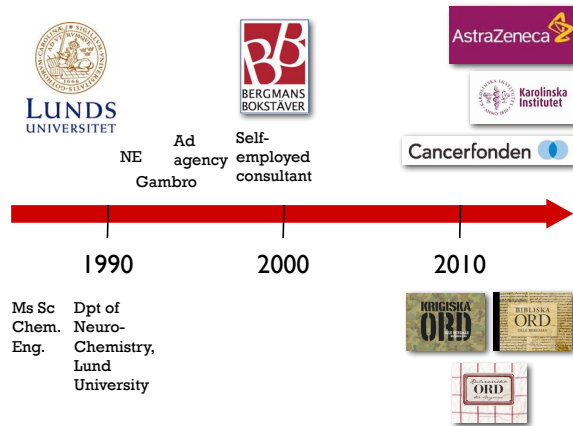 LUNDS
UNIVERSITET
BB
BERGMANS
BOKSTÄVER
AstraZeneca
Karolinska
Institutet
Cancerfonden
NE
Ad
agency
Gambro
Self-
employed
consultant
1990
2000
2010
Ms Sc
Chem.
Eng.
Dpt of
Neuro-
Chemistry,
Lund
University
KRIGISKA
ORD
BIBLISKA
ORD
ORD